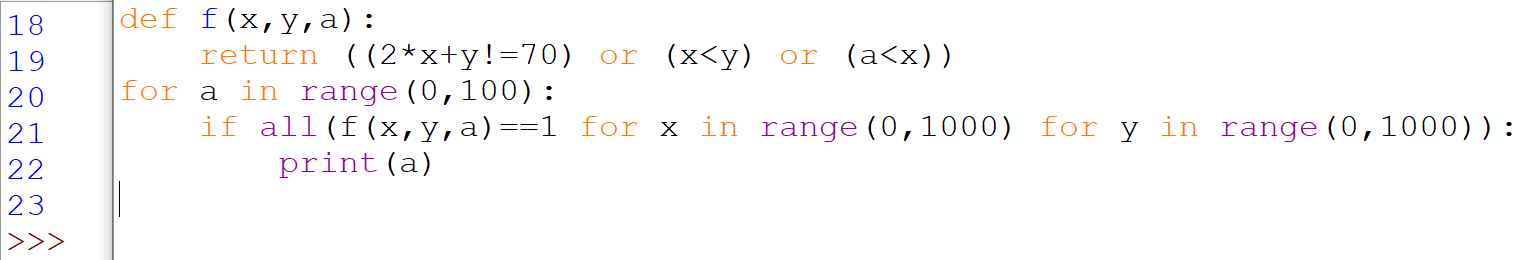 18 def f(x,y,a):
19     return ((2*x+y!=70) or (x<y) or (a<x))
20 for a in range(0,100):
21     if all(f(x,y,a)==1 for x in range(0,1000) for y in range(0,1000)):
22         print(a)
23
>>>